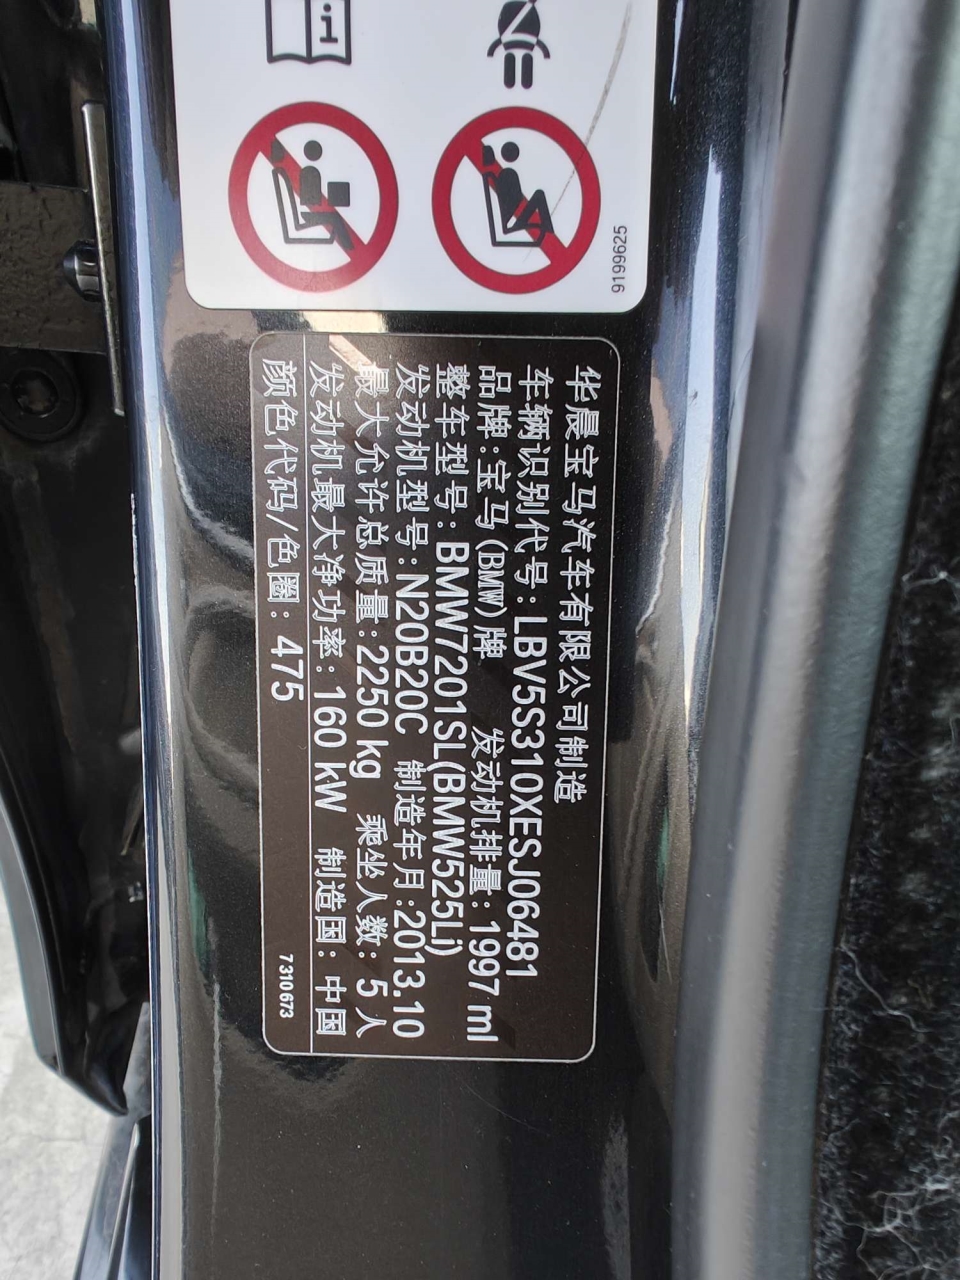 9199625
华晨宝马汽车有限公司制造
车辆识别代号: LBV5S310XESJ06481
品牌: 宝马(BMW)牌 发动机排量: 1997 ml
整车型号: BMW7201SL(BMW525Li)
发动机型号: N20B20C 制造年月: 2013.10
最大允许总质量: 2250 kg 乘坐人数: 5 人
发动机最大净功率: 160 kW 制造国: 中国
颜色代码/色圈: 475
7310673